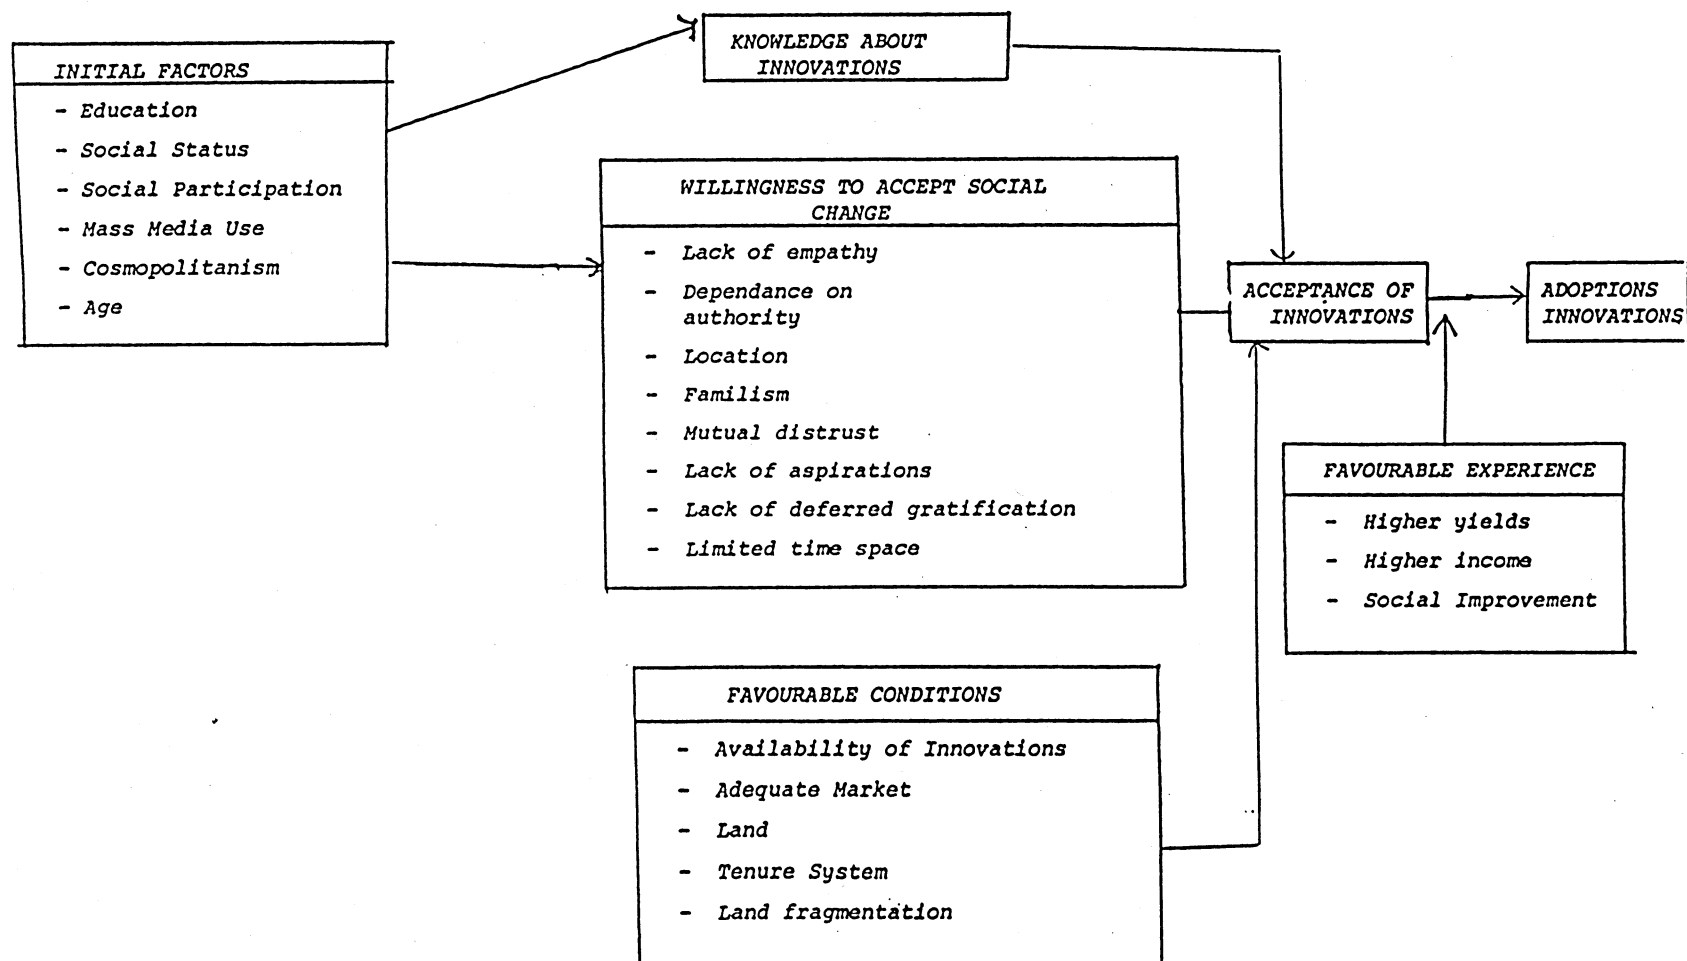 INITIAL FACTORS
- Education
- Social Status
- Social Participation
- Mass Media Use
- Cosmopolitanism
- Age
KNOWLEDGE ABOUT
INNOVATIONS
WILLINGNESS TO ACCEPT SOCIAL
CHANGE
- Lack of empathy
- Dependance on
authority
- Location
- Familism
- Mutual distrust
- Lack of aspirations
- Lack of deferred gratification
- Limited time space
FAVOURABLE CONDITIONS
- Availability of Innovations
- Adequate Market
- Land
- Tenure System
- Land fragmentation
ACCEPTANCE OF
INNOVATIONS
ADOPTIONS
INNOVATIONS
FAVOURABLE EXPERIENCE
- Higher yields
- Higher income
- Social Improvement